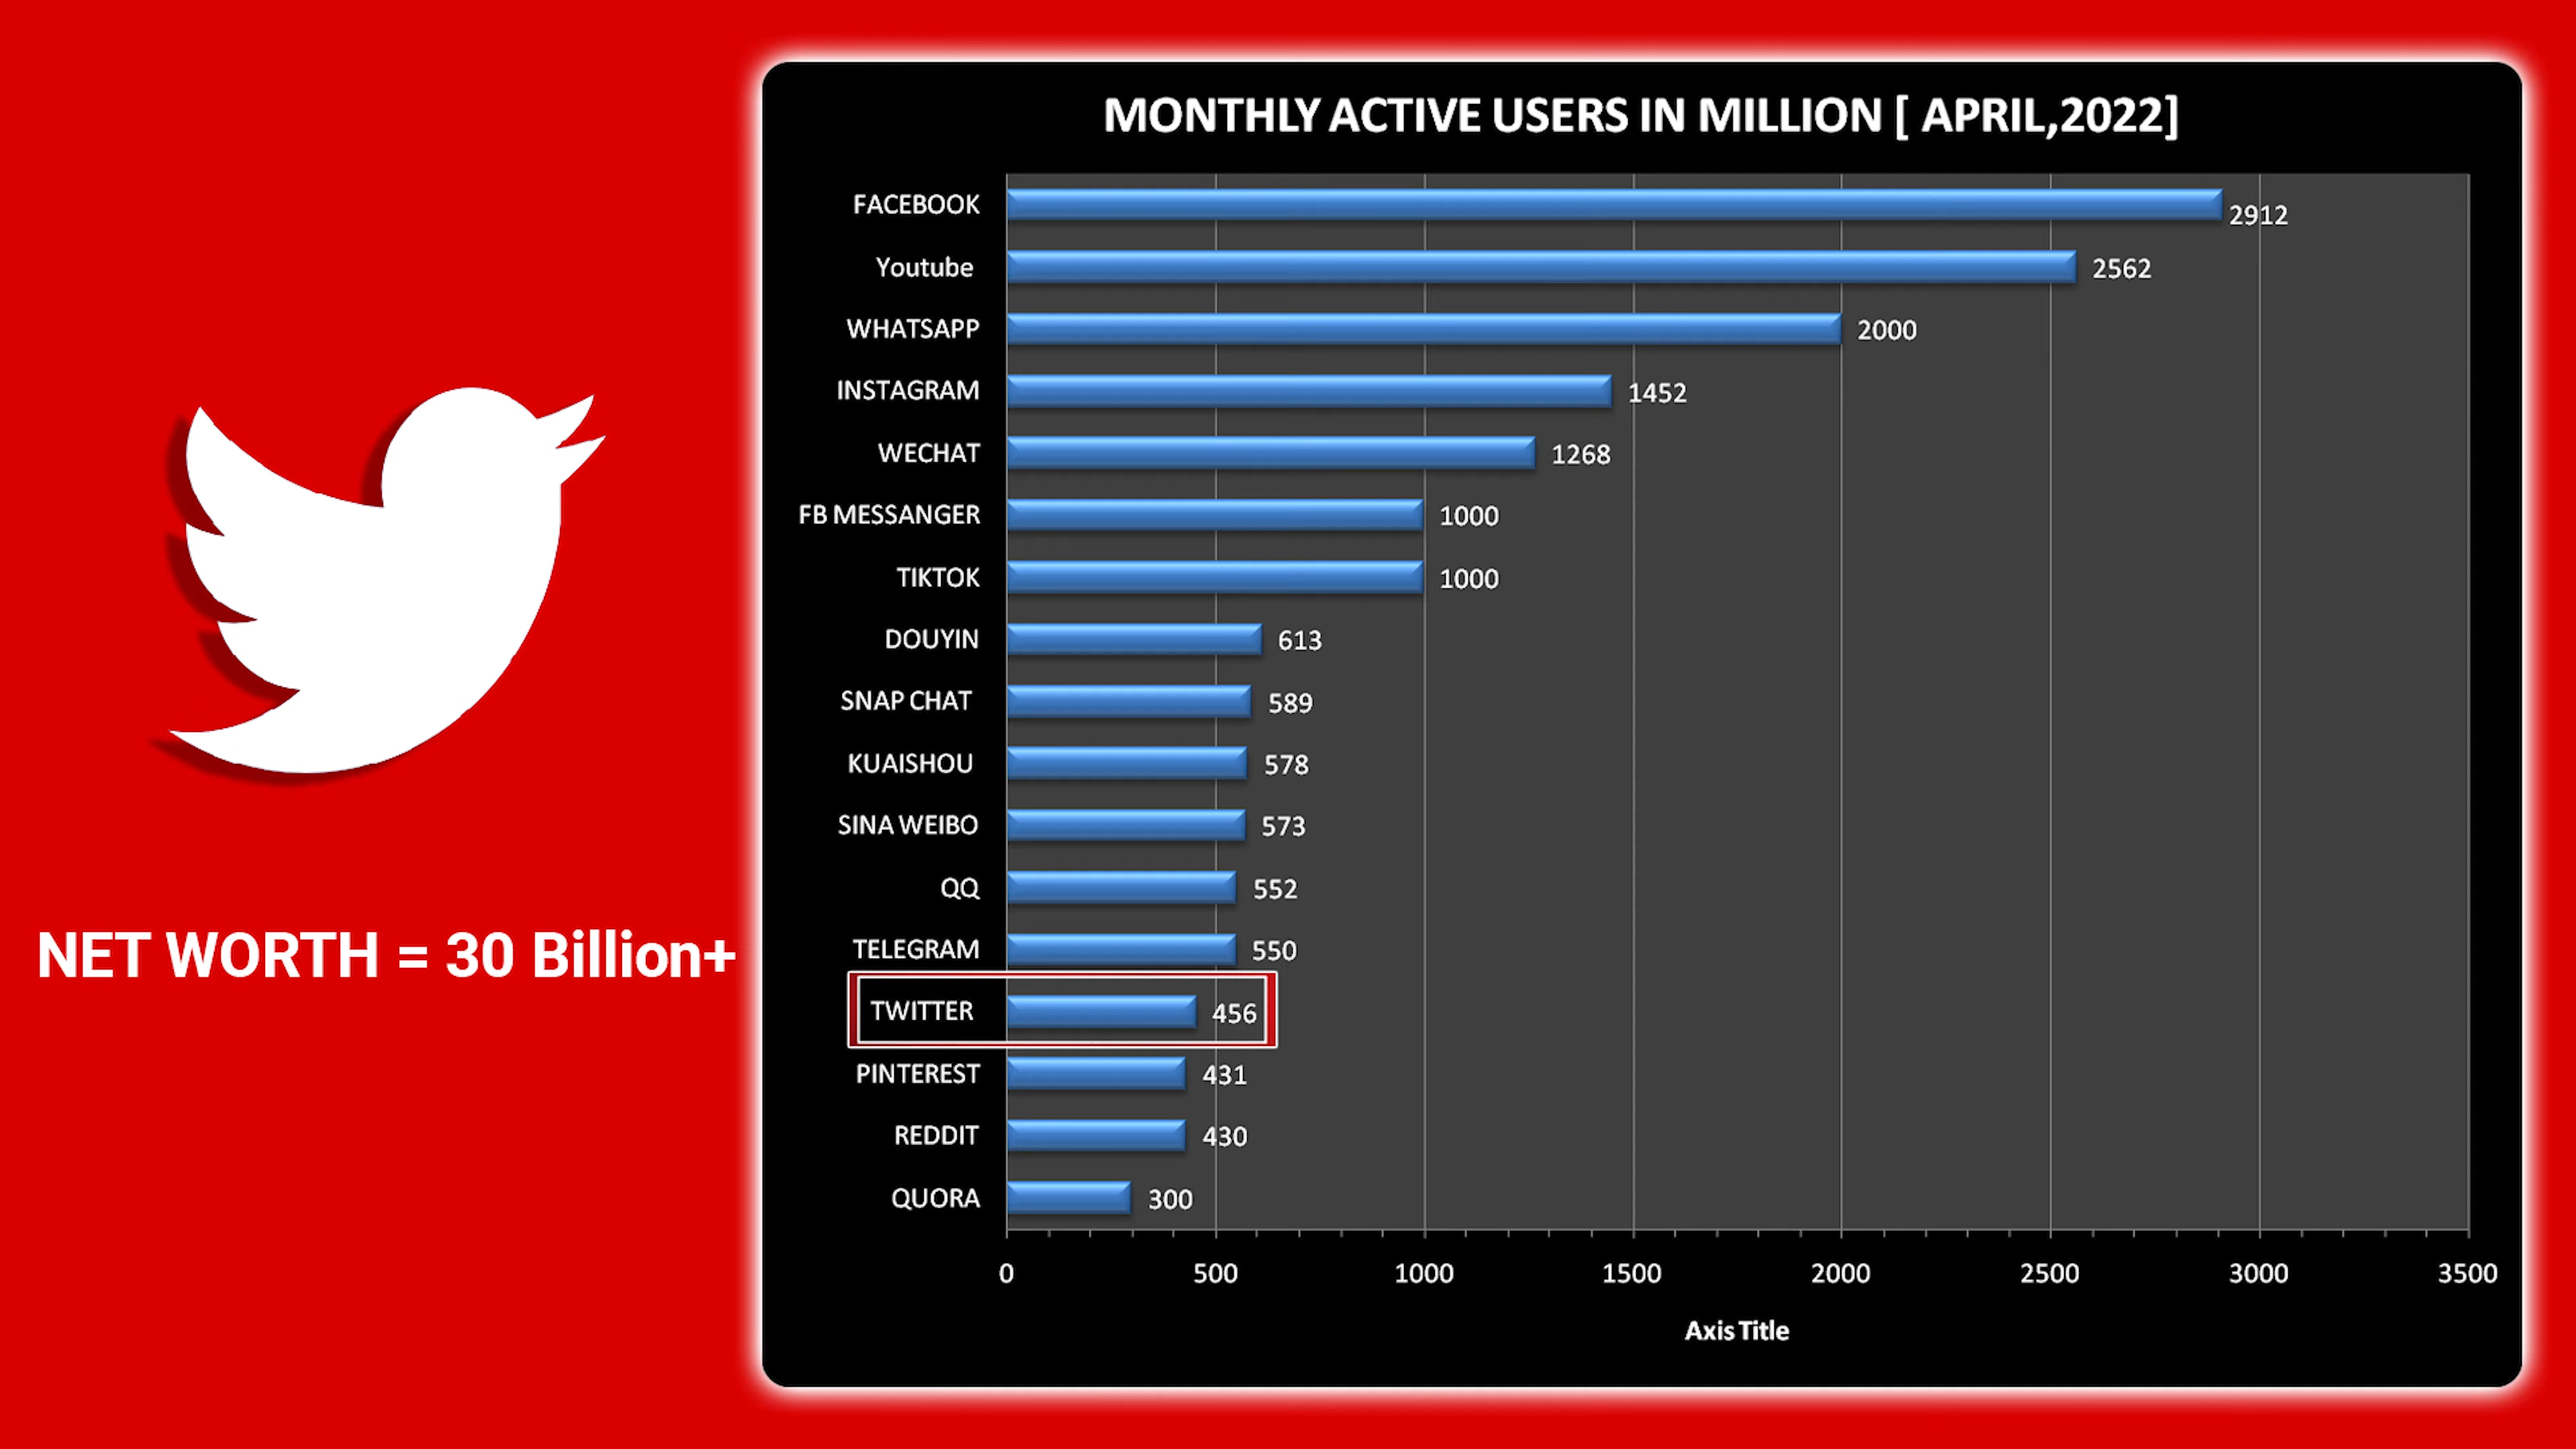 MONTHLY ACTIVE USERS IN MILLION [ APRIL,2022]
FACEBOOK 2912
Youtube 2562
WHATSAPP 2000
INSTAGRAM 1452
WECHAT 1268
FB MESSANGER 1000
TIKTOK 1000
DOUYIN 613
SNAP CHAT 589
KUAISHOU 578
SINA WEIBO 573
QQ 552
TELEGRAM 550
TWITTER 456
PINTEREST 431
REDDIT 430
QUORA 300
0 500 1000 1500 2000 2500 3000 3500
Axis Title
NET WORTH = 30 Billion+